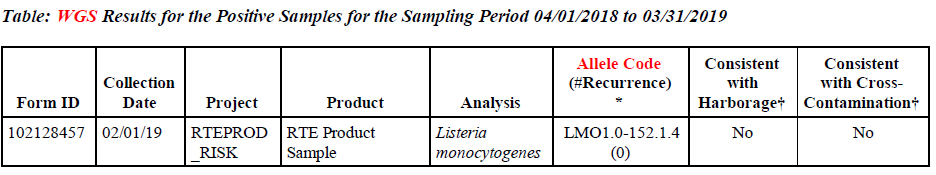 Table: WGS Results for the Positive Samples for the Sampling Period 04/01/2018 to 03/31/2019
Form ID
Collection
Date
Project
Product
Analysis
Allele Code
(#Recurrence)
*
Consistent
with
Harborage†
Consistent
with Cross-
Contamination†
102128457
02/01/19
RTEPROD
_RISK
RTE Product
Sample
Listeria
monocytogenes
LMO1.0-152.1.4
(0)
No
No